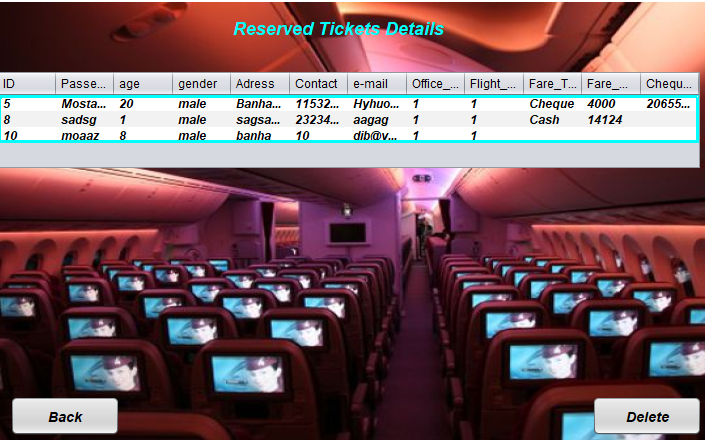 Reserved Tickets Details
ID Passe... age gender Adress Contact e-mail Office_... Flight_... Fare_T... Fare_... Chequ...
5 Mosta... 20 male Banha... 11532... Hyhuo... 1 1 Cheque 4000 20655...
8 sadsg 1 male sagsa... 23234... aagag 1 1 Cash 14124
10 moaaz 8 male banha 10 dib@v... 1 1
Back Delete